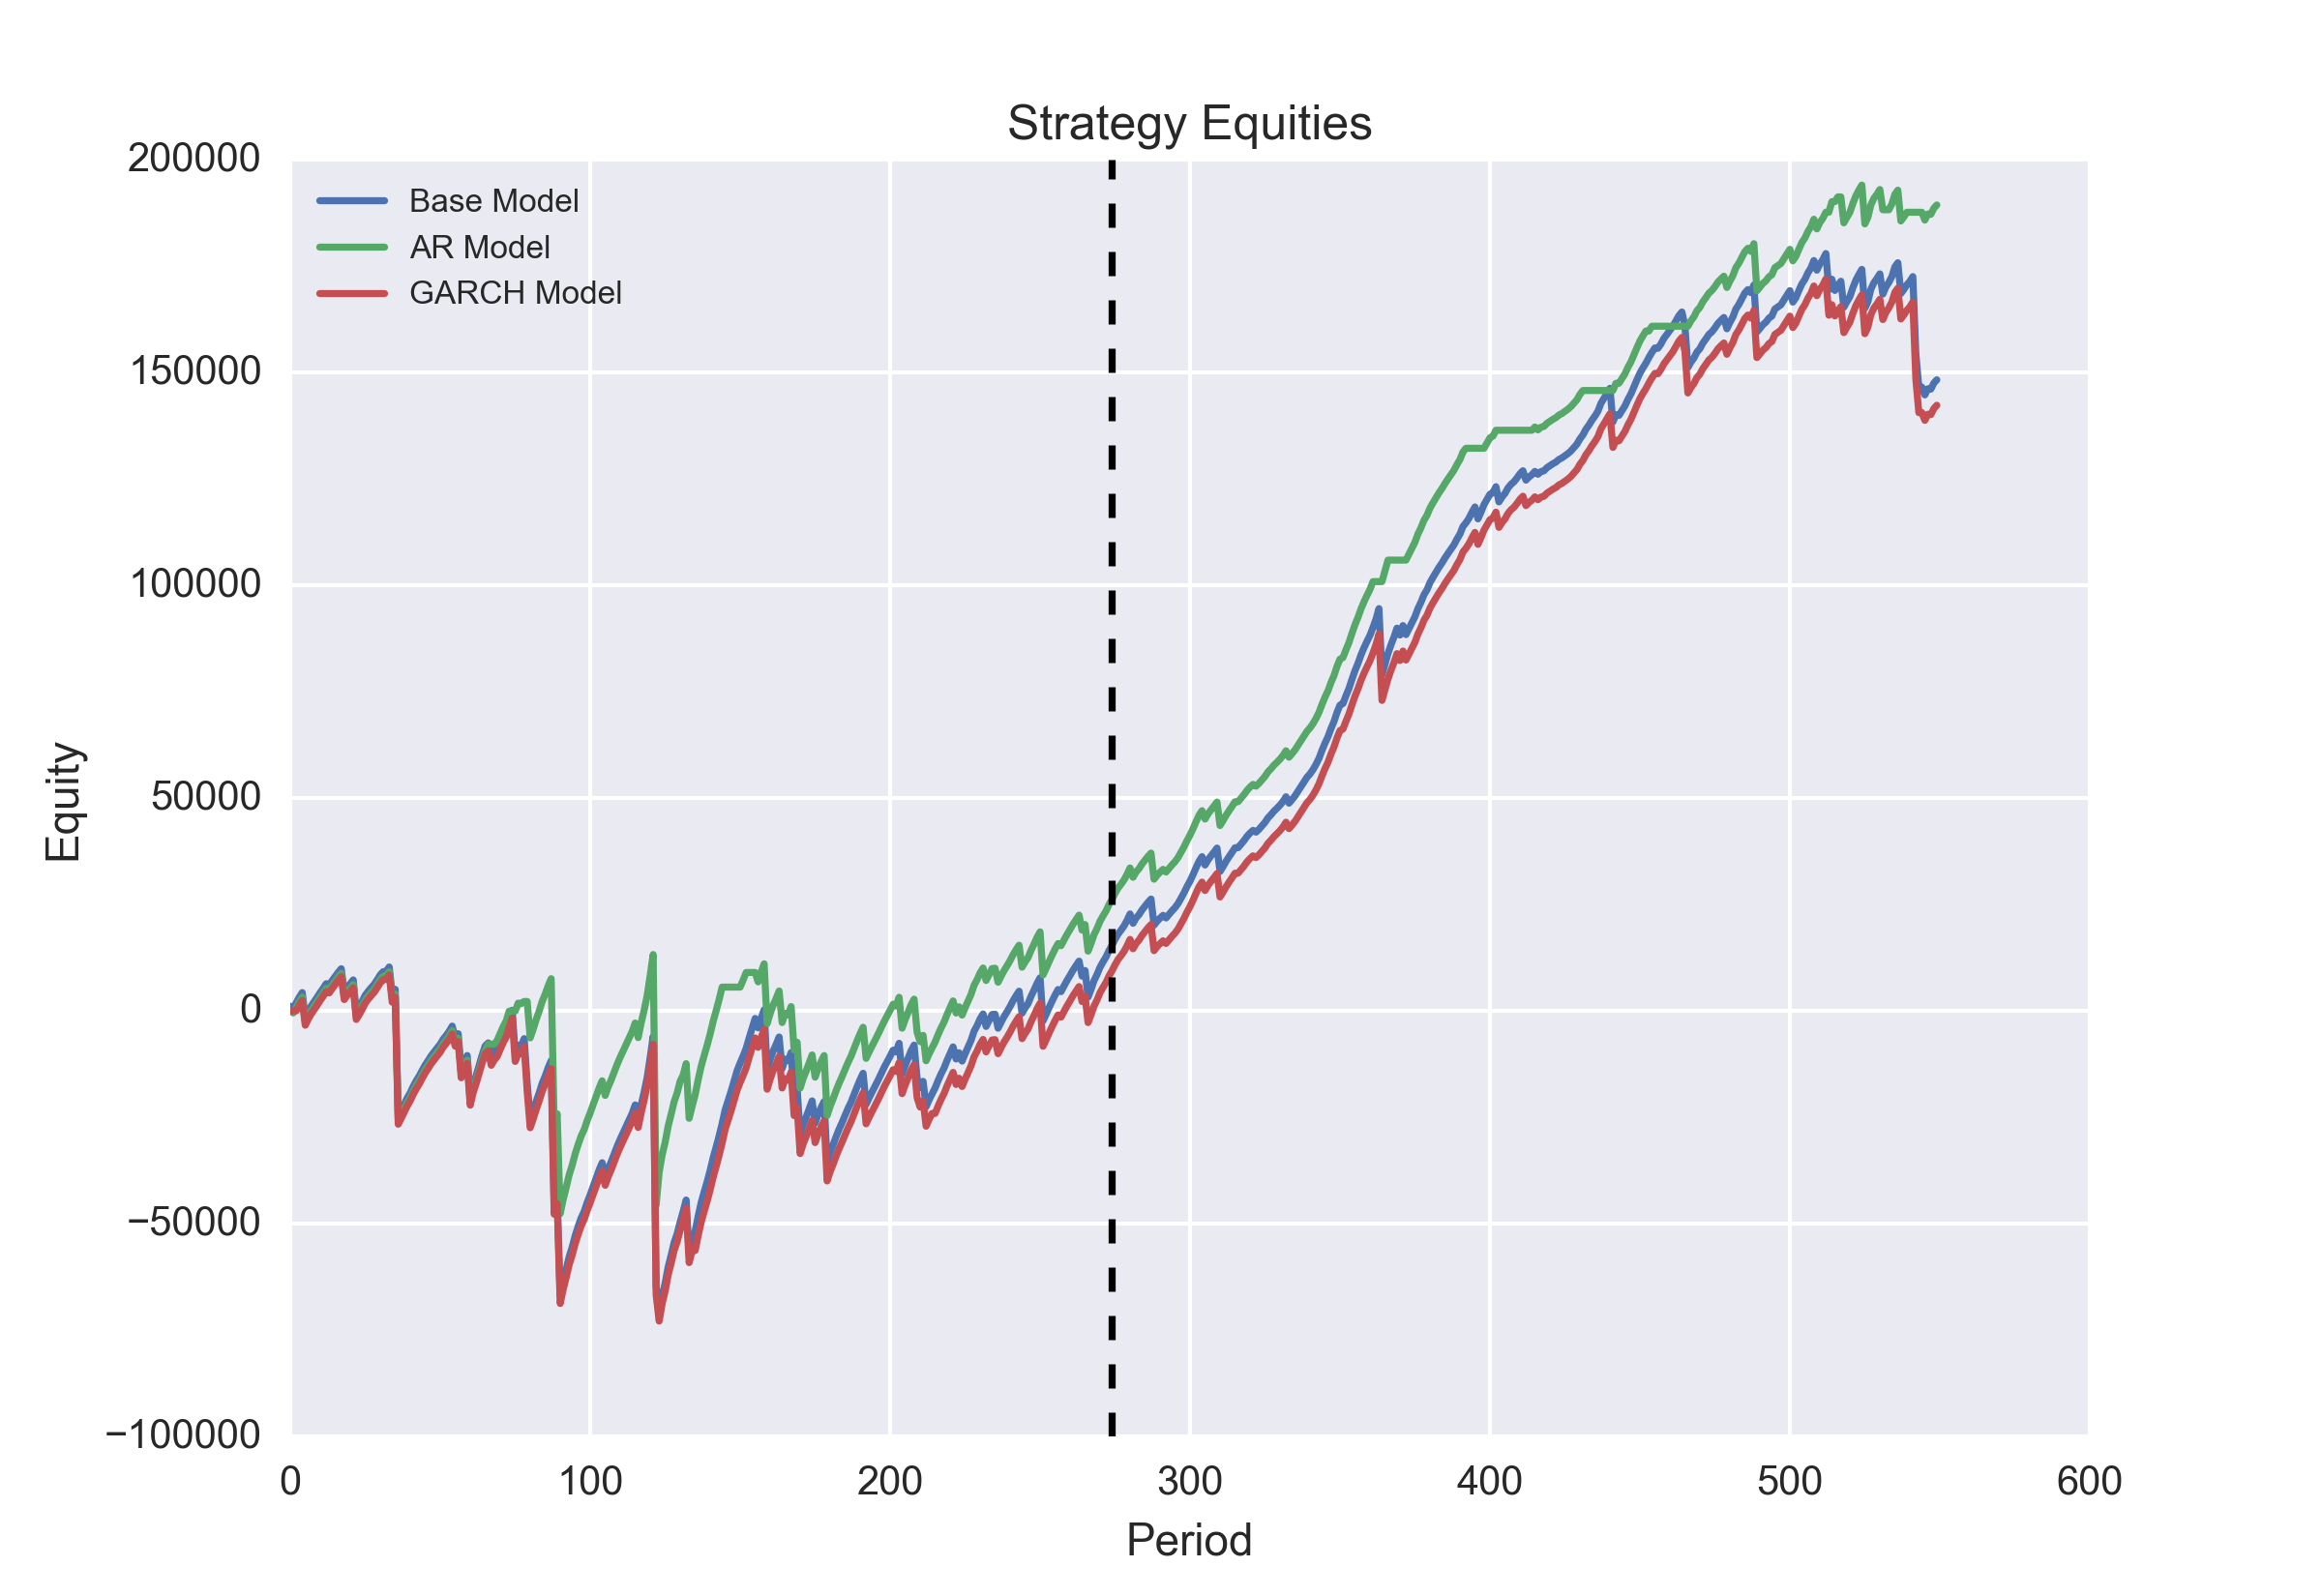 Strategy Equities
200000
150000
100000
50000
0
−50000
−100000
Equity
Base Model
AR Model
GARCH Model
0 100 200 300 400 500 600
Period